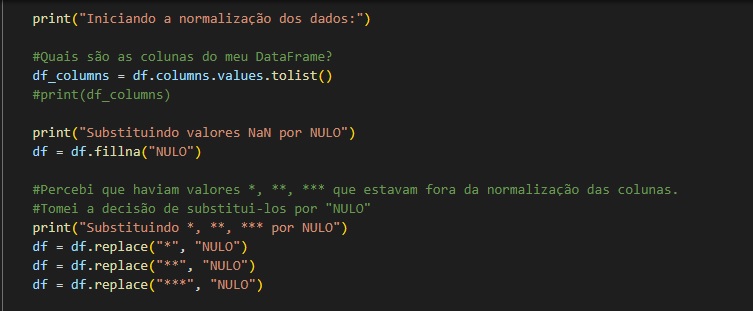 print("Iniciando a normalização dos dados:")
#Quais são as colunas do meu DataFrame?
df_columns = df.columns.values.tolist()
#print(df_columns)
print("Substituindo valores NaN por NULO")
df = df.fillna("NULO")
#Percebi que haviam valores *, **, *** que estavam fora da normalização das colunas.
#Tomei a decisão de substitui-los por "NULO"
print("Substituindo *, **, *** por NULO")
df = df.replace("*", "NULO")
df = df.replace("**", "NULO")
df = df.replace("***", "NULO")